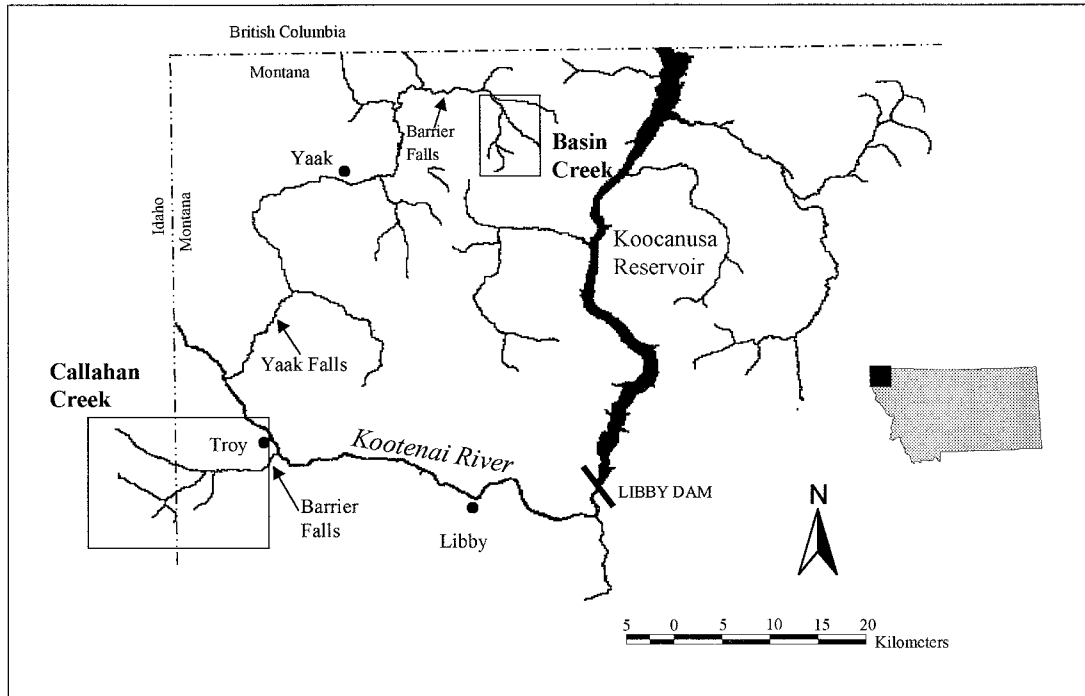 British Columbia
Montana
Barrier
Falls
Basin
Creek
Yaak
Idaho
Montana
Koocanusa
Reservoir
Yaak Falls
Callahan
Creek
Troy
Kootenai River
Barrier
Falls
Libby
LIBBY DAM
N
5 0 5 10 15 20
Kilometers